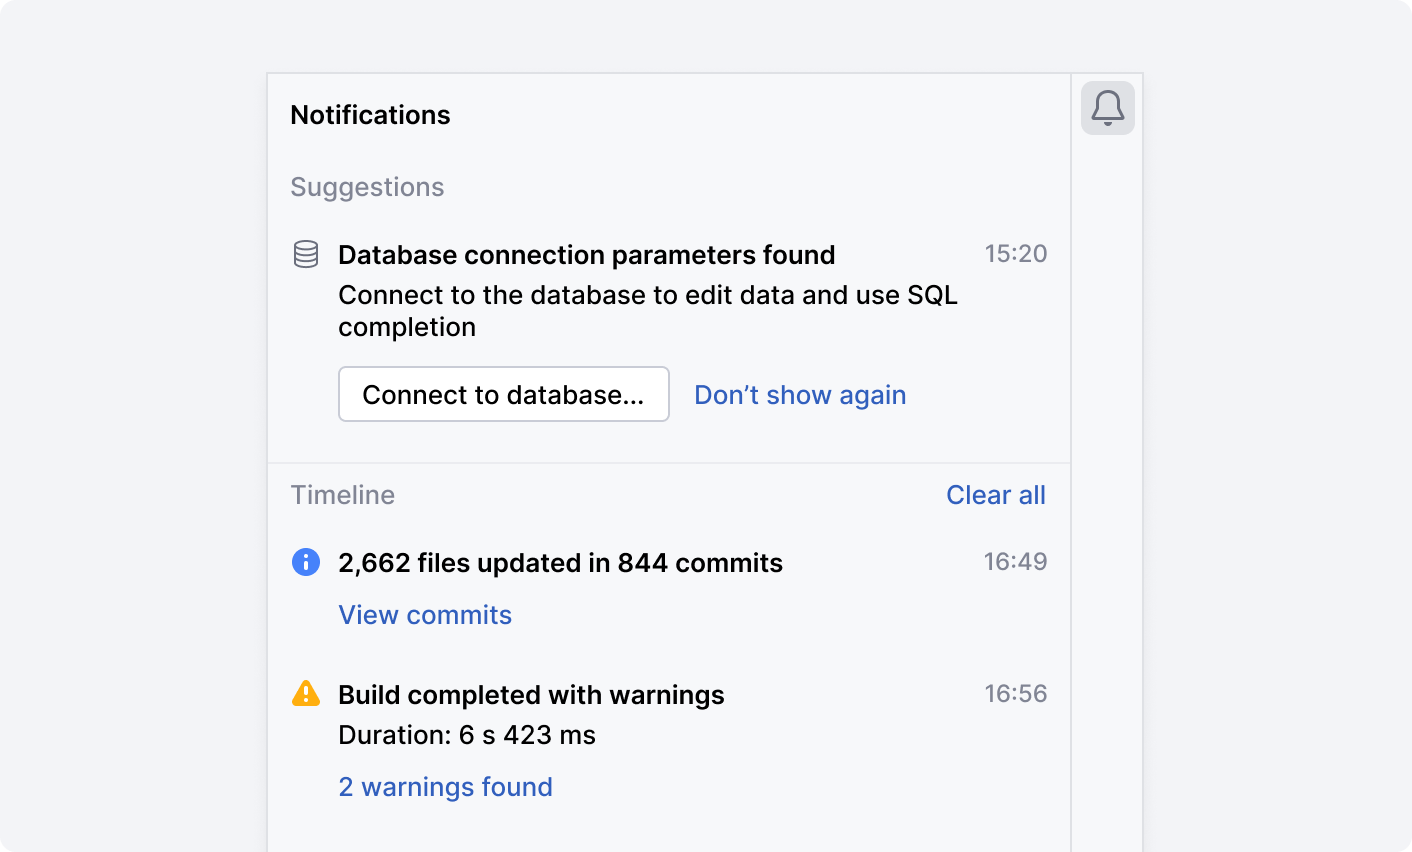 Notifications
Suggestions
Database connection parameters found 15:20
Connect to the database to edit data and use SQL
completion
Connect to database... Don’t show again
Timeline Clear all
2,662 files updated in 844 commits 16:49
View commits
Build completed with warnings 16:56
Duration: 6 s 423 ms
2 warnings found